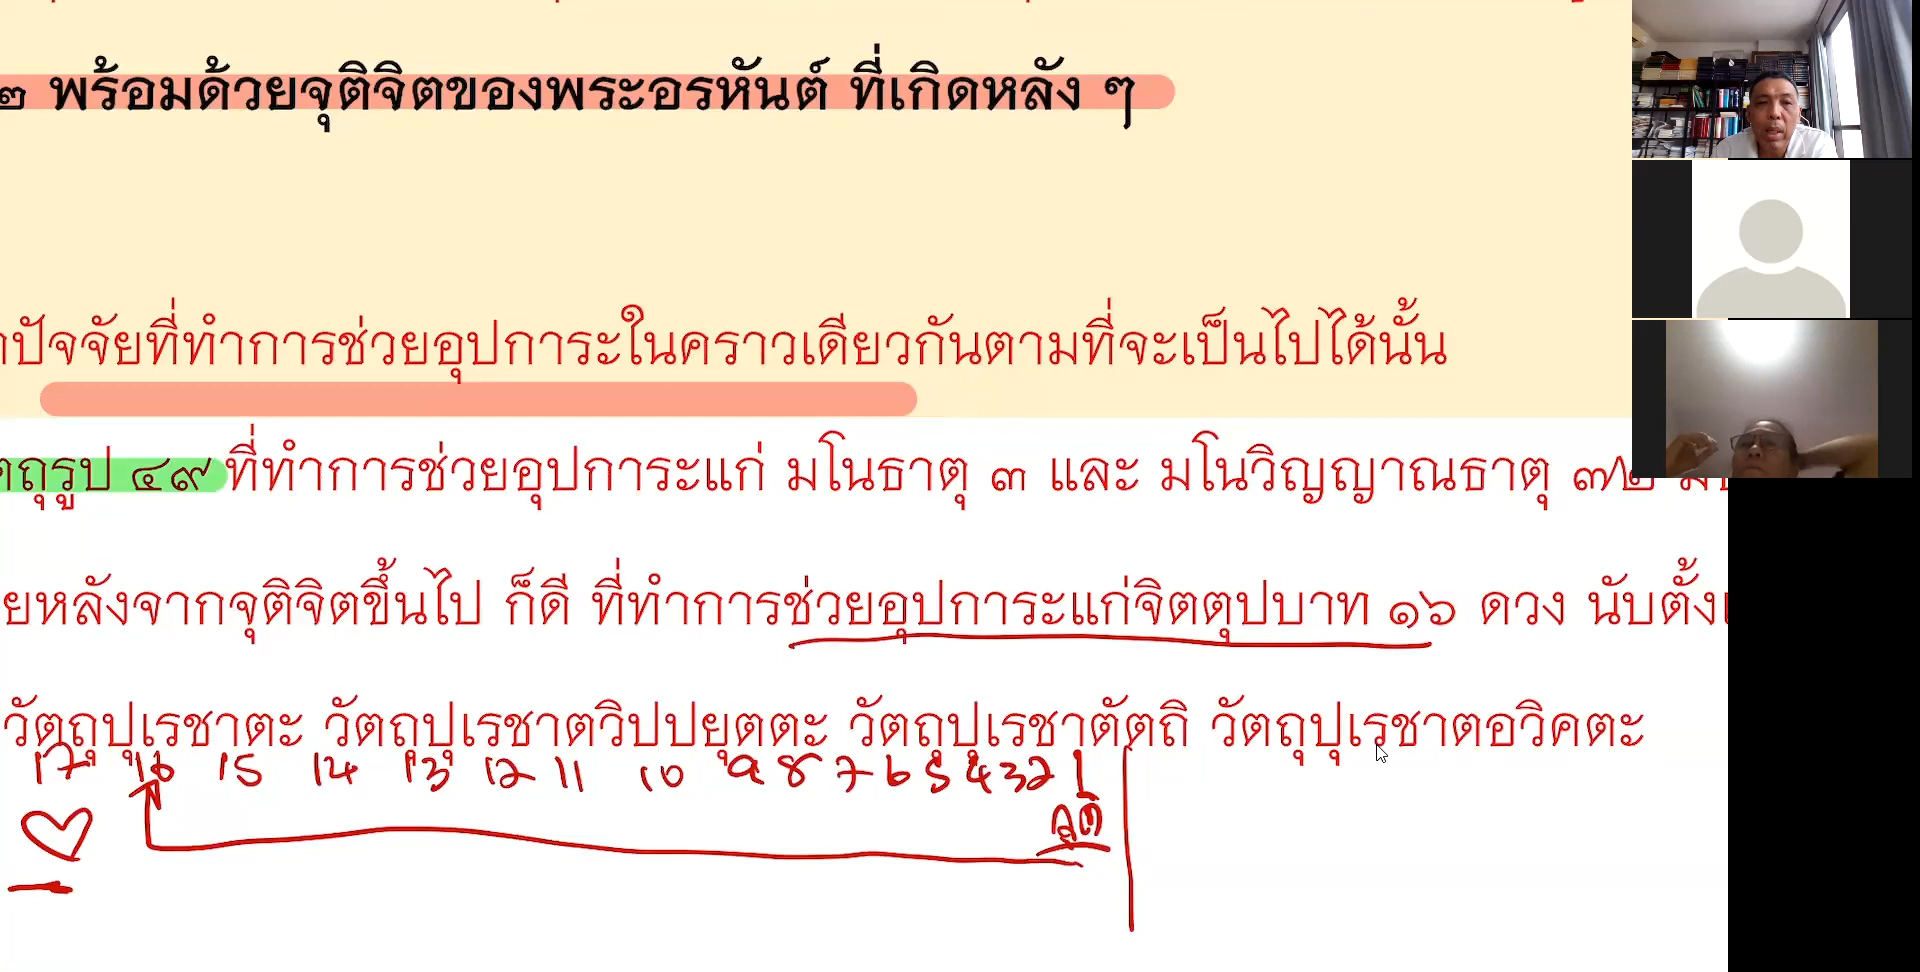 ๓ พร้อมด้วยจุติจิตของพระอรหันต์ ที่เกิดหลัง ๆ
ปัจจัยที่ทำการช่วยอุปการะในคราวเดียวกันตามที่จะเป็นไปได้นั้น
ตถุรูป ๔๙ ที่ทำการช่วยอุปการะแก่ มโนธาตุ ๓ และ มโนวิญญาณธาตุ ๗๒
ยหลังจากจุติจิตขึ้นไป ก็ดี ที่ทำการช่วยอุปการะแก่จิตตุปบาท ๑๖ ดวง นับตั้ง
วัตถุปุเรชาตะ วัตถุปุเรชาตวิปปยุตตะ วัตถุปุเรชาตัตถิ วัตถุปุเรชาตอวิคตะ
17 16 15 14 13 12 11 10 9 8 7 6 5 4 3 2 1
จุติ